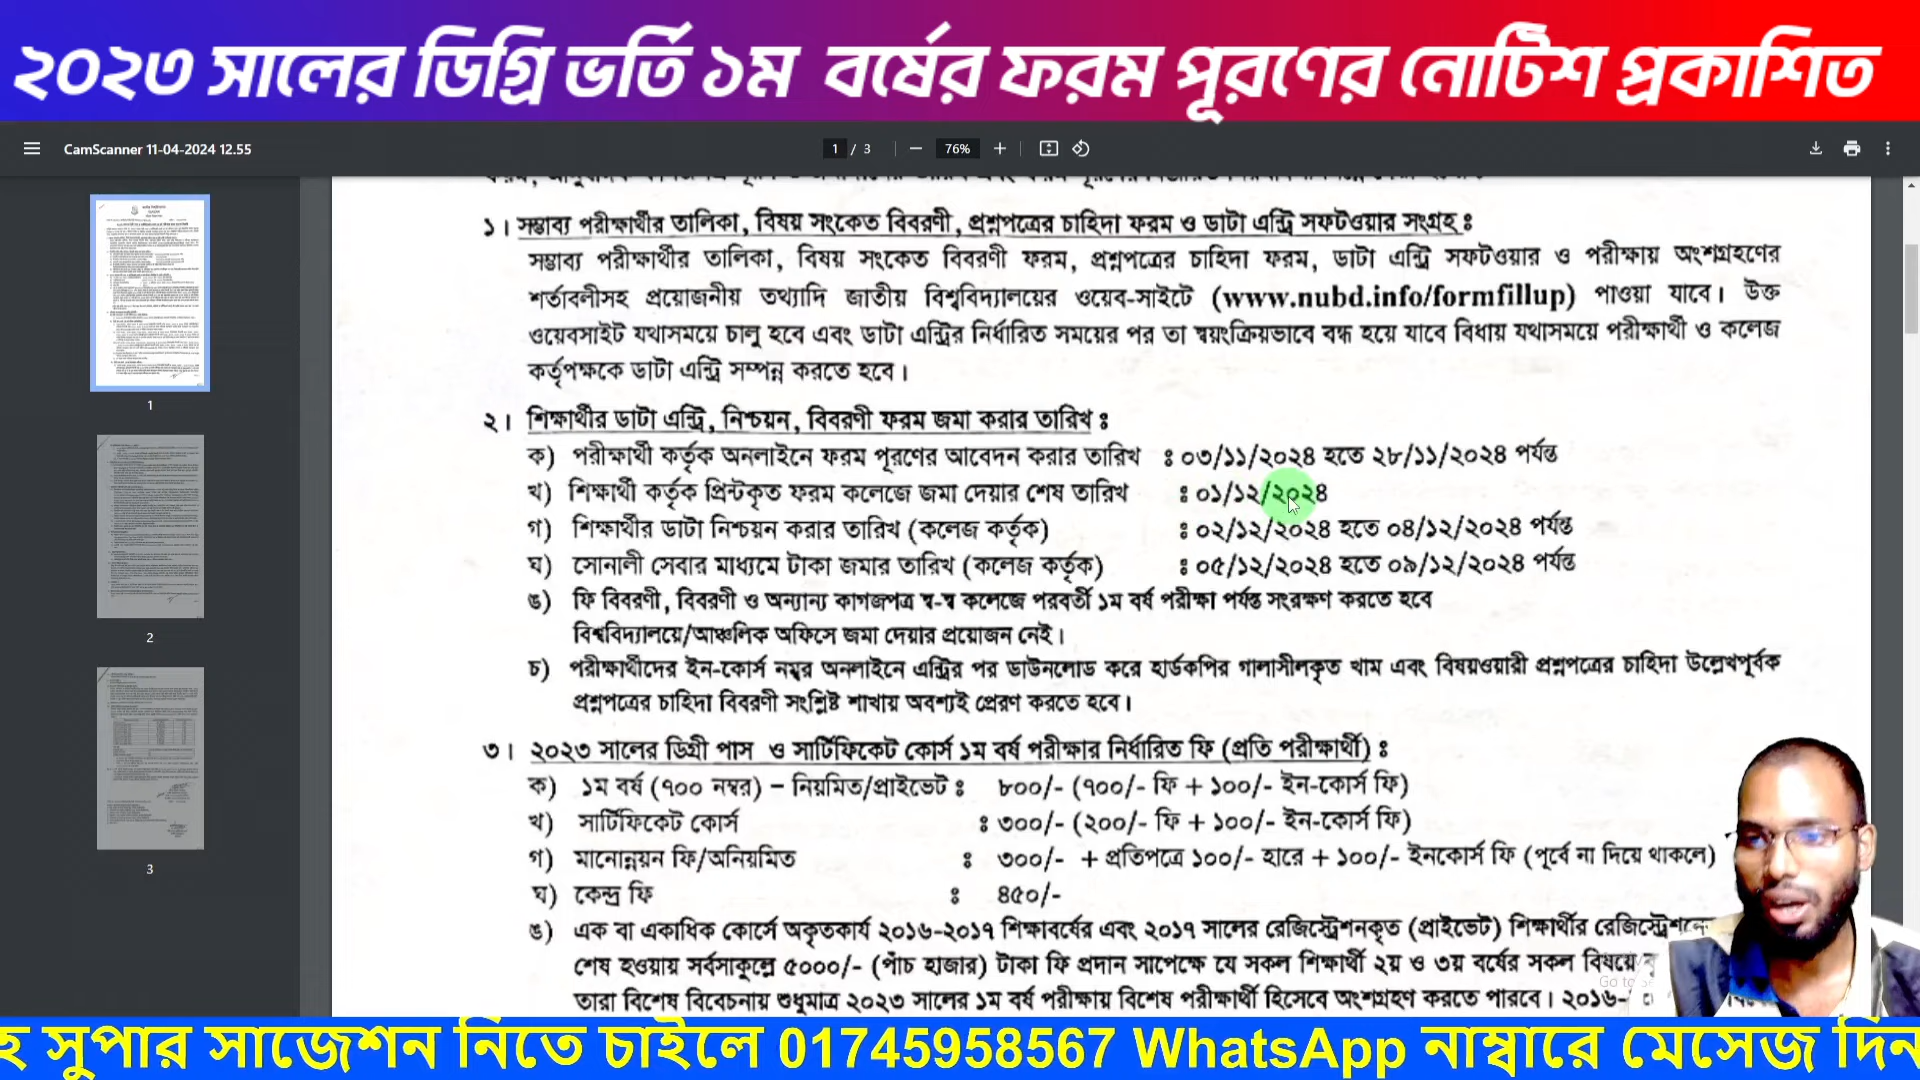 ২০২৩ সালের ডিগ্রি ভর্তি ১ম বর্ষের ফরম পূরণের নোটিশ প্রকাশিত
CamScanner 11-04-2024 12.55
1 / 3
76%
১। সম্ভাব্য পরীক্ষার্থীর তালিকা, বিষয় সংকেত বিবরণী, প্রশ্নপত্রের চাহিদা ফরম ও ডাটা এন্ট্রি সফটওয়ার সংগ্রহ ঃ
সম্ভাব্য পরীক্ষার্থীর তালিকা, বিষয় সংকেত বিবরণী ফরম, প্রশ্নপত্রের চাহিদা ফরম, ডাটা এন্ট্রি সফটওয়ার ও পরীক্ষায় অংশগ্রহণের
শর্তাবলীসহ প্রয়োজনীয় তথ্যাদি জাতীয় বিশ্ববিদ্যালয়ের ওয়েব-সাইটে (www.nubd.info/formfillup) পাওয়া যাবে। উক্ত
ওয়েবসাইট যথাসময়ে চালু হবে এবং ডাটা এন্ট্রির নির্ধারিত সময়ের পর তা স্বয়ংক্রিয়ভাবে বন্ধ হয়ে যাবে বিধায় যথাসময়ে পরীক্ষার্থী ও কলেজ
কর্তৃপক্ষকে ডাটা এন্ট্রি সম্পন্ন করতে হবে।
২। শিক্ষার্থীর ডাটা এন্ট্রি, নিশ্চয়ন, বিবরণী ফরম জমা করার তারিখ ঃ
ক) পরীক্ষার্থী কর্তৃক অনলাইনে ফরম পূরণের আবেদন করার তারিখ ঃ ০৩/১১/২০২৪ হতে ২৮/১১/২০২৪ পর্যন্ত
খ) শিক্ষার্থী কর্তৃক প্রিন্টকৃত ফরম কলেজে জমা দেয়ার শেষ তারিখ ঃ ০১/১২/২০২৪
গ) শিক্ষার্থীর ডাটা নিশ্চয়ন করার তারিখ (কলেজ কর্তৃক) ঃ ০২/১২/২০২৪ হতে ০৪/১২/২০২৪ পর্যন্ত
ঘ) সোনালী সেবার মাধ্যমে টাকা জমার তারিখ (কলেজ কর্তৃক) ঃ ০৫/১২/২০২৪ হতে ০৯/১২/২০২৪ পর্যন্ত
ঙ) ফি বিবরণী, বিবরণী ও অন্যান্য কাগজপত্র স্ব-স্ব কলেজে পরবর্তী ১ম বর্ষ পরীক্ষা পর্যন্ত সংরক্ষণ করতে হবে
বিশ্ববিদ্যালয়ে/আঞ্চলিক অফিসে জমা দেয়ার প্রয়োজন নেই।
চ) পরীক্ষার্থীদের ইন-কোর্স নম্বর অনলাইনে এন্ট্রির পর ডাউনলোড করে হার্ডকপির গালাসীলকৃত খাম এবং বিষয়ওয়ারী প্রশ্নপত্রের চাহিদা উল্লেখপূর্বক
প্রশ্নপত্রের চাহিদা বিবরণী সংশ্লিষ্ট শাখায় অবশ্যই প্রেরণ করতে হবে।
৩। ২০২৩ সালের ডিগ্রী পাস ও সার্টিফিকেট কোর্স ১ম বর্ষ পরীক্ষার নির্ধারিত ফি (প্রতি পরীক্ষার্থী) ঃ
ক) ১ম বর্ষ (৭০০ নম্বর) – নিয়মিত/প্রাইভেট ঃ ৮০০/- (৭০০/- ফি + ১০০/- ইন-কোর্স ফি)
খ) সার্টিফিকেট কোর্স ঃ ৩০০/- (২০০/- ফি + ১০০/- ইন-কোর্স ফি)
গ) মানোন্নয়ন ফি/অনিয়মিত ঃ ৩০০/- + প্রতিপত্রে ১০০/- হারে + ১০০/- ইনকোর্স ফি (পূর্বে না দিয়ে থাকলে)
ঘ) কেন্দ্র ফি ঃ ৪৫০/-
ঙ) এক বা একাধিক কোর্সে অকৃতকার্য ২০১৬-২০১৭ শিক্ষাবর্ষের এবং ২০১৭ সালের রেজিস্ট্রেশনকৃত (প্রাইভেট) শিক্ষার্থীর
শেষ হওয়ায় সর্বসাকুল্যে ৫০০০/- (পাঁচ হাজার) টাকা ফি প্রদান সাপেক্ষে যে সকল শিক্ষার্থী ২য় ও ৩য় বর্ষের সকল বিষয়ে
তারা বিশেষ বিবেচনায় শুধুমাত্র ২০২৩ সালের ১ম বর্ষ পরীক্ষায় বিশেষ পরীক্ষার্থী হিসেবে অংশগ্রহণ করতে পারবে। ২০১৬-
1
2
3
হ সুপার সাজেশন নিতে চাইলে 01745958567 WhatsApp নাম্বারে মেসেজ দিন